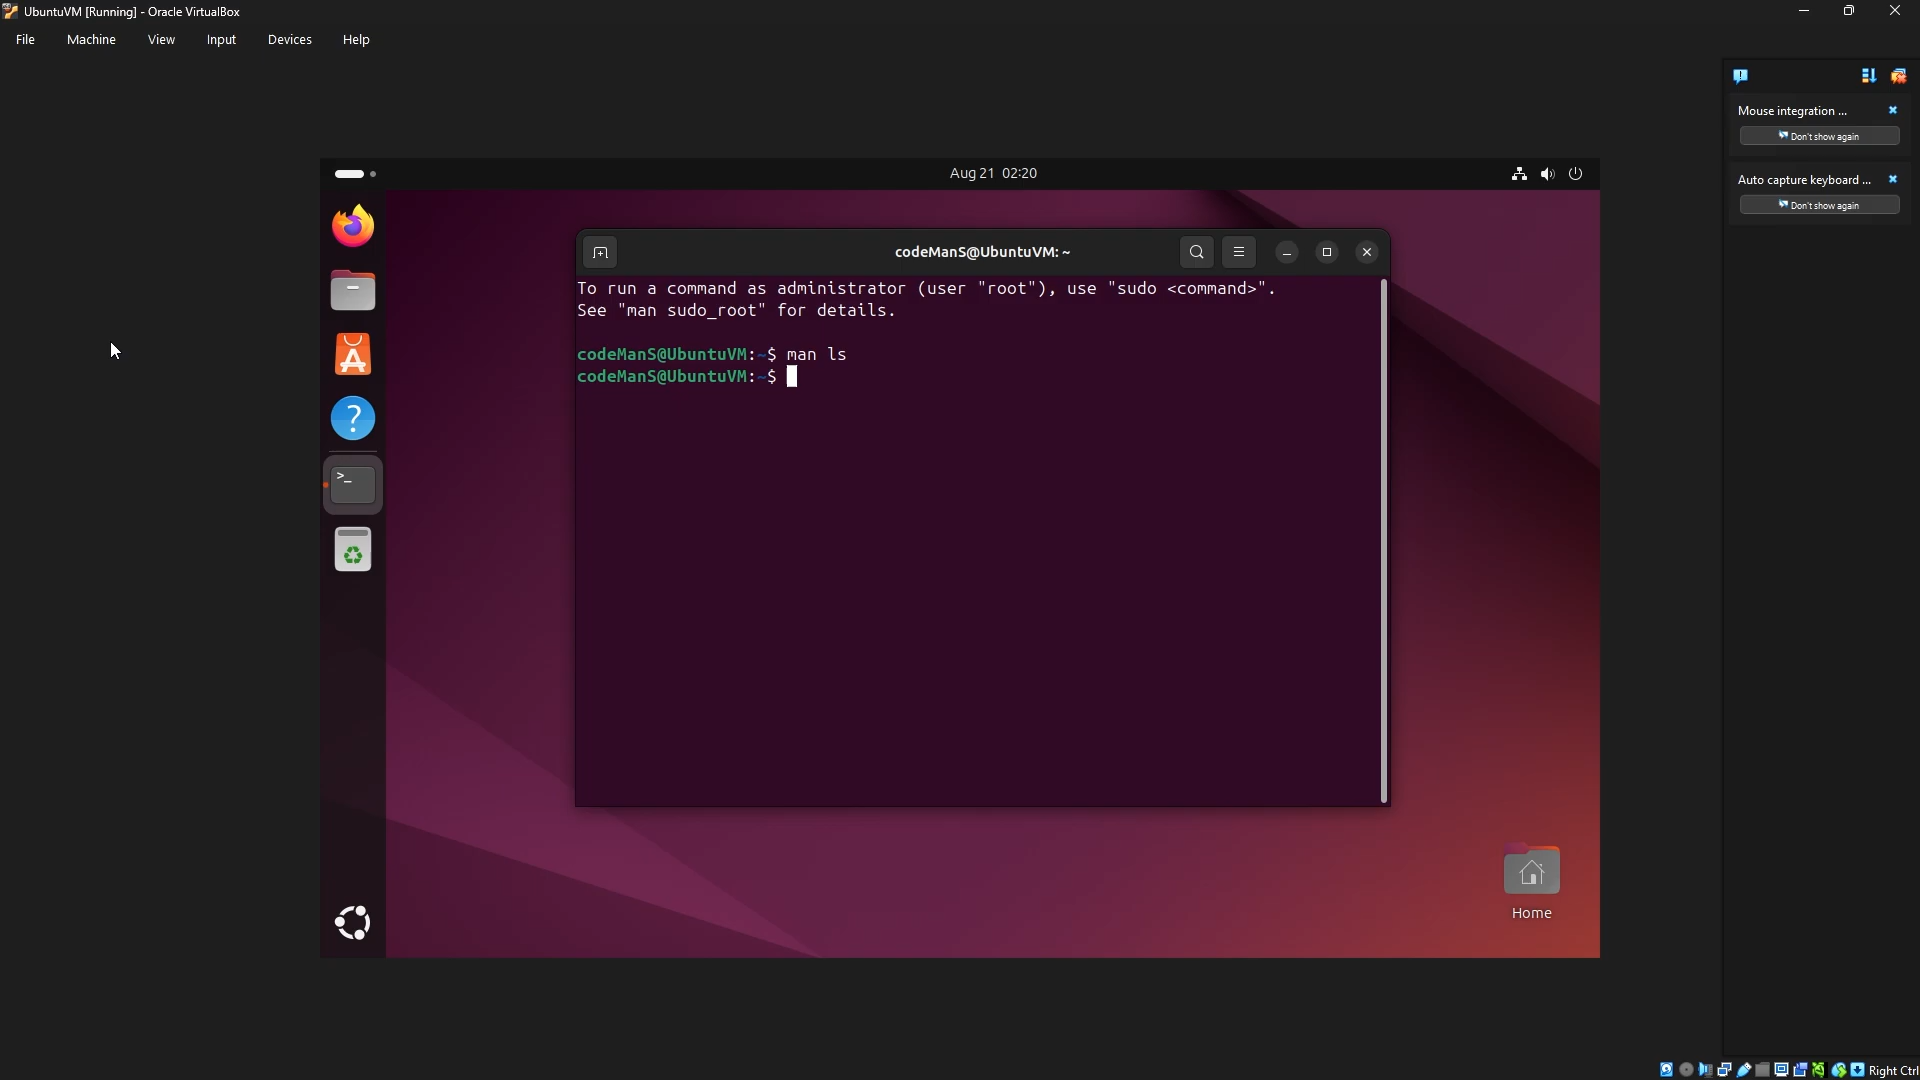 UbuntuVM [Running] - Oracle VirtualBox
File Machine View Input Devices Help
Mouse integration ...
Don't show again
Auto capture keyboard ...
Don't show again
Aug 21 02:20
codeManS@UbuntuVM: ~
To run a command as administrator (user "root"), use "sudo <command>".
See "man sudo_root" for details.
codeManS@UbuntuVM:~$ man ls
codeManS@UbuntuVM:~$
Home
Right Ctrl